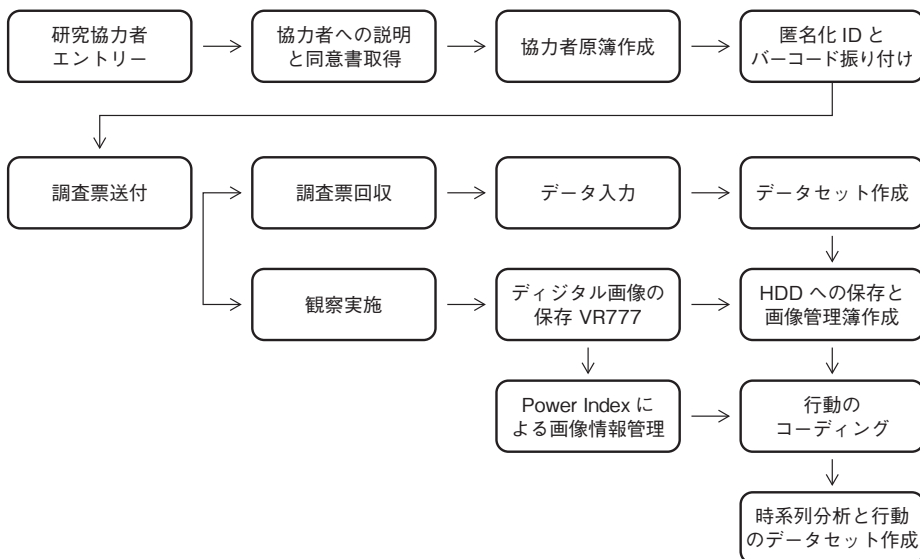 研究協力者
エントリー
協力者への説明
と同意書取得
協力者原簿作成
匿名化 ID と
バーコード振り付け
調査票送付
調査票回収
データ入力
データセット作成
観察実施
ディジタル画像の
保存 VR777
HDD への保存と
画像管理簿作成
Power Index に
よる画像情報管理
行動の
コーディング
時系列分析と行動
のデータセット作成